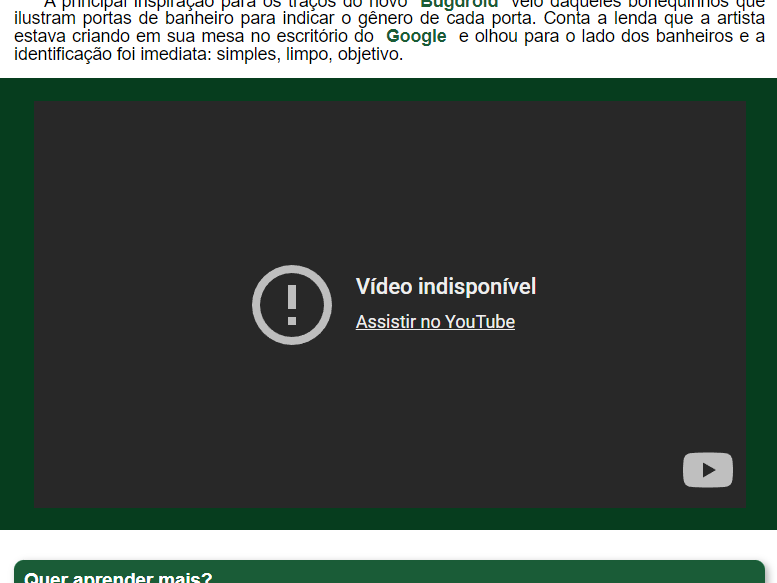 A principal inspiração para os traços do novo Bugdroid veio daqueles bonequinhos que
ilustram portas de banheiro para indicar o gênero de cada porta. Conta a lenda que a artista
estava criando em sua mesa no escritório do Google e olhou para o lado dos banheiros e a
identificação foi imediata: simples, limpo, objetivo.
Vídeo indisponível
Assistir no YouTube
Quer aprender mais?